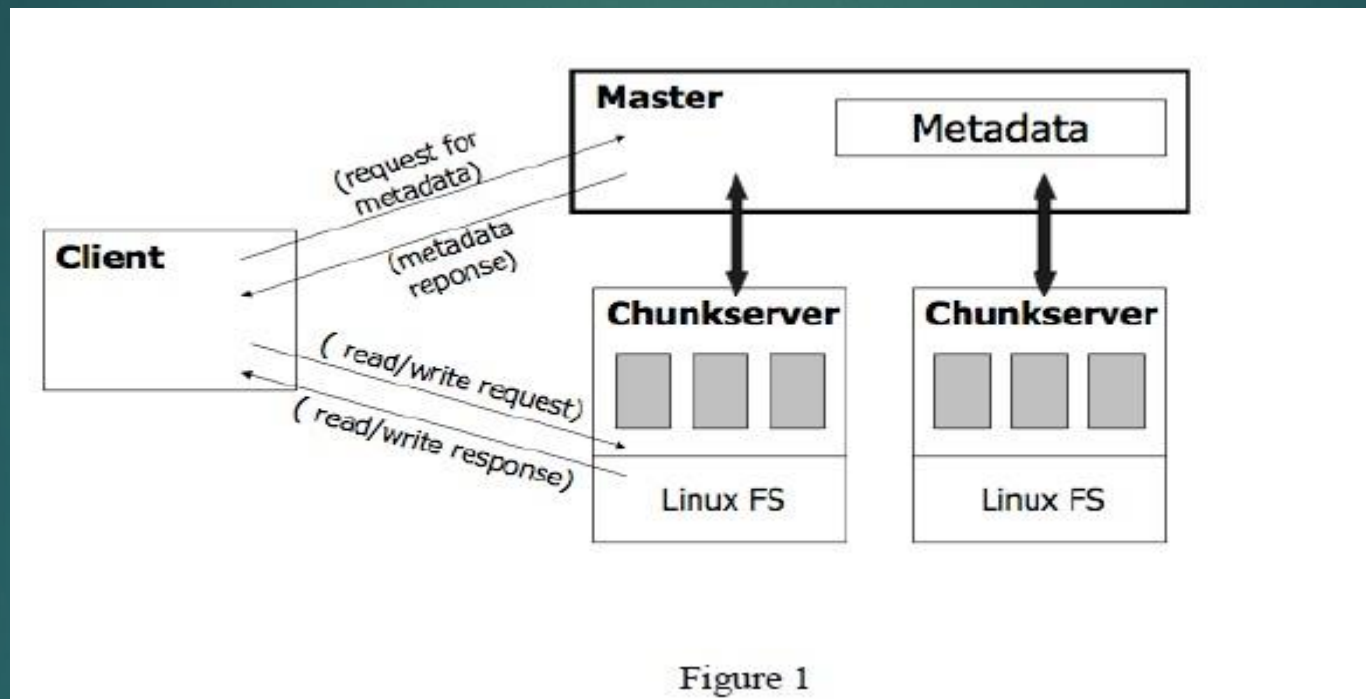 Master
Metadata
(request for
metadata)
(metadata
reponse)
Client
Chunkserver
Chunkserver
( read/write request)
( read/write response)
Linux FS
Linux FS
Figure 1